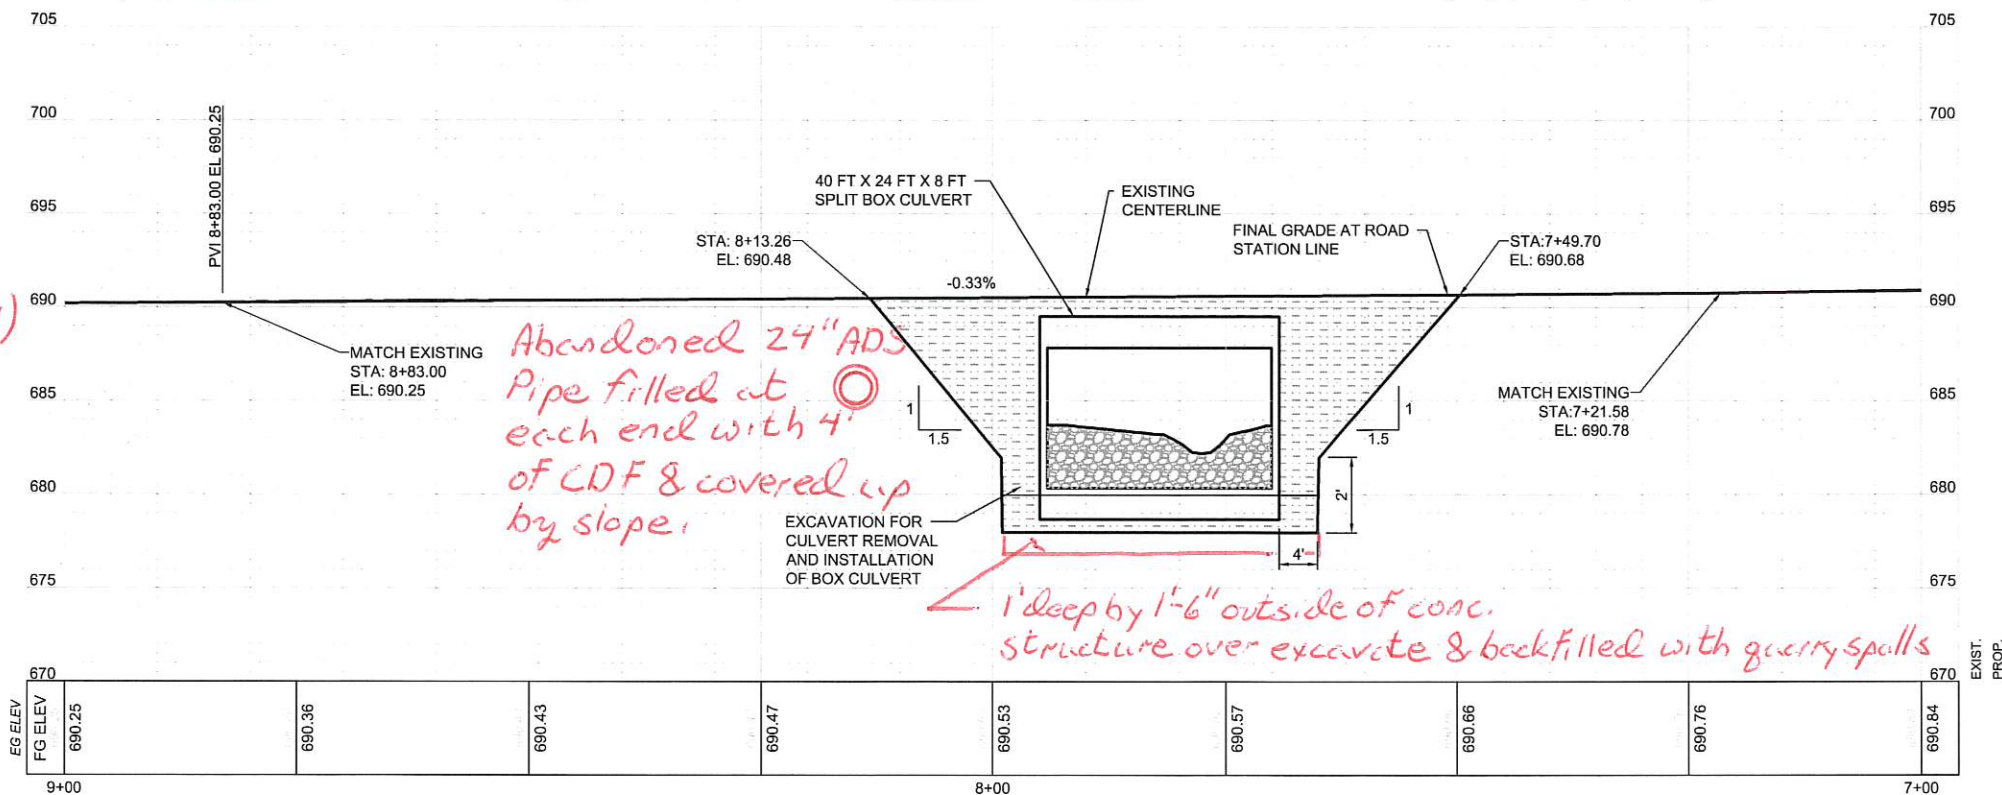 705
705
700
700
695
695
690
690
685
685
680
680
675
675
670
670
PVI 8+83.00 EL 690.25
40 FT X 24 FT X 8 FT
SPLIT BOX CULVERT
EXISTING
CENTERLINE
FINAL GRADE AT ROAD
STATION LINE
STA: 8+13.26
EL: 690.48
STA:7+49.70
EL: 690.68
-0.33%
MATCH EXISTING
STA: 8+83.00
EL: 690.25
Abandoned 24" ADS
Pipe filled at
each end with 4'
of CDF & covered up
by slope.
1
1.5
1
1.5
MATCH EXISTING
STA:7+21.58
EL: 690.78
2'
4'
EXCAVATION FOR
CULVERT REMOVAL
AND INSTALLATION
OF BOX CULVERT
1' deep by 1'-6" outside of conc.
structure over excavate & backfilled with quarry spalls
EXIST.
PROP.
EG ELEV
FG ELEV
690.25
690.36
690.43
690.47
690.53
690.57
690.66
690.76
690.84
9+00
8+00
7+00